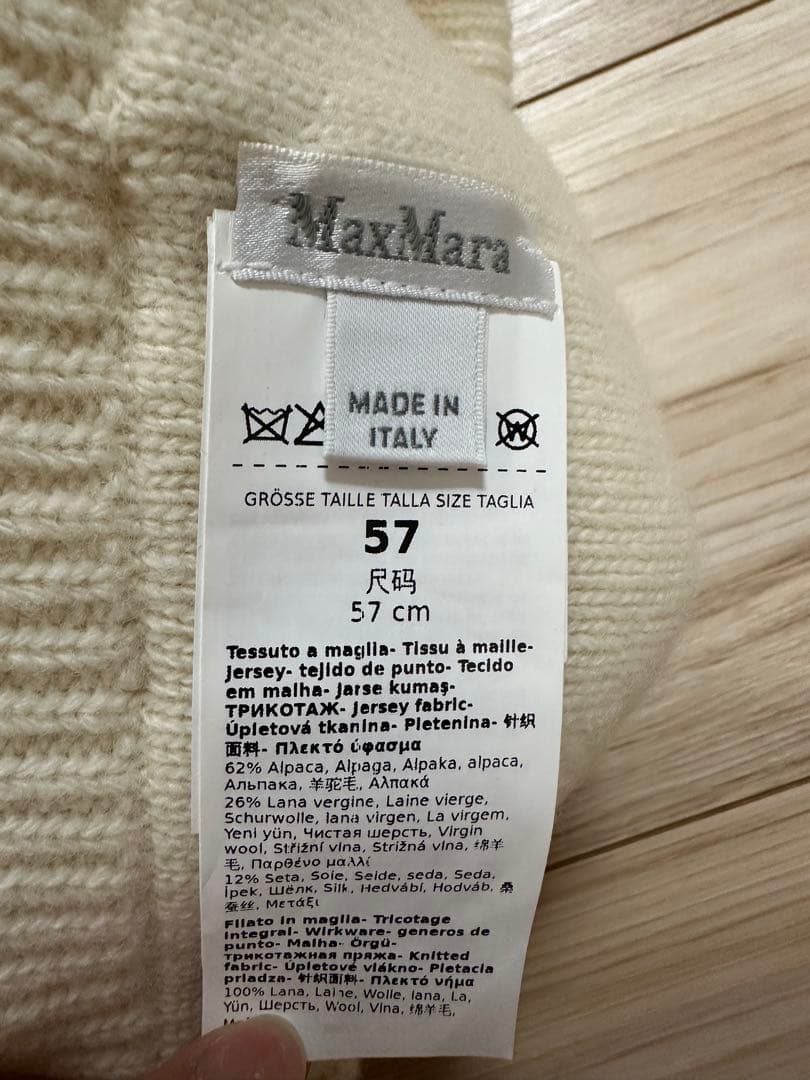 MaxMara
MADE IN
ITALY
W
GRÖSSE TAILLE TALLA SIZE TAGLIA
57
尺码
57 cm
Tessuto a maglia- Tissu à maille-
Jersey- tejido de punto- Tecido
em malha- Jarse kumaş-
ТРИКОТАЖ- Jersey fabric-
Úpletová tkanina- Pletenina- 针织
面料- Πλεκτό ύφασμα
62% Alpaca, Alpaga, Alpaka, alpaca,
Альпака, 羊驼毛, Αλπακά
26% Lana vergine, Laine vierge,
Schurwolle, lana virgen, La virgem,
Yeni yün, Чистая шерсть, Virgin
wool, Střižní vlna, Strižná vlna, 绵羊
毛, Παρθένο μαλλί
12% Seta, Soie, Seide, seda, Seda,
İpek, Шёлк, Silk, Hedvábí, Hodváb, 桑
蚕丝, Μετάξι
Filato in maglia- Tricotage
integral- Wirkware- generos de
punto- Malha- Örgü-
трикотажная пряжа- Knitted
fabric- Úpletové vlákno- Pletacia
priadza- 针织面料- Πλεκτό νήμα
100% Lana, Laine, Wolle, lana, La,
Yün, Шерсть, Wool, Vlna, 绵羊毛,